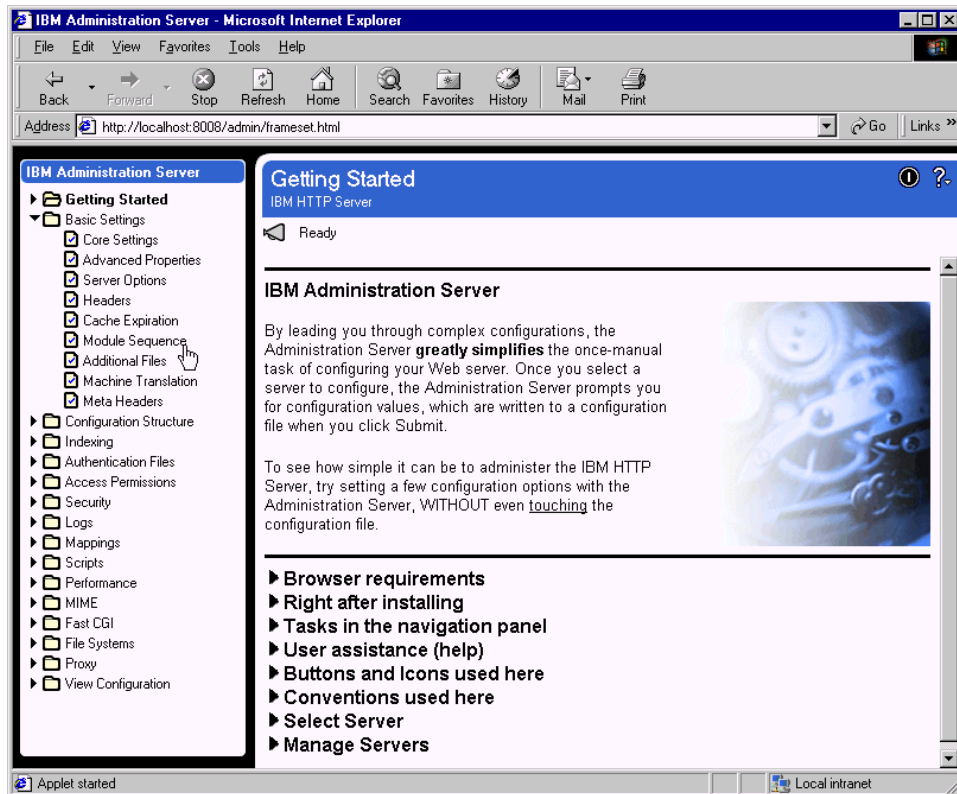 IBM Administration Server - Microsoft Internet Explorer
File Edit View Favorites Tools Help
Back Forward Stop Refresh Home Search Favorites History Mail Print
Address http://localhost:8008/admin/frameset.html Go Links »
IBM Administration Server
Getting Started
Basic Settings
Core Settings
Advanced Properties
Server Options
Headers
Cache Expiration
Module Sequence
Additional Files
Machine Translation
Meta Headers
Configuration Structure
Indexing
Authentication Files
Access Permissions
Security
Logs
Mappings
Scripts
Performance
MIME
Fast CGI
File Systems
Proxy
View Configuration
Getting Started
IBM HTTP Server
Ready
IBM Administration Server
By leading you through complex configurations, the
Administration Server greatly simplifies the once-manual
task of configuring your Web server. Once you select a
server to configure, the Administration Server prompts you
for configuration values, which are written to a configuration
file when you click Submit.
To see how simple it can be to administer the IBM HTTP
Server, try setting a few configuration options with the
Administration Server, WITHOUT even touching the
configuration file.
Browser requirements
Right after installing
Tasks in the navigation panel
User assistance (help)
Buttons and Icons used here
Conventions used here
Select Server
Manage Servers
Applet started
Local intranet